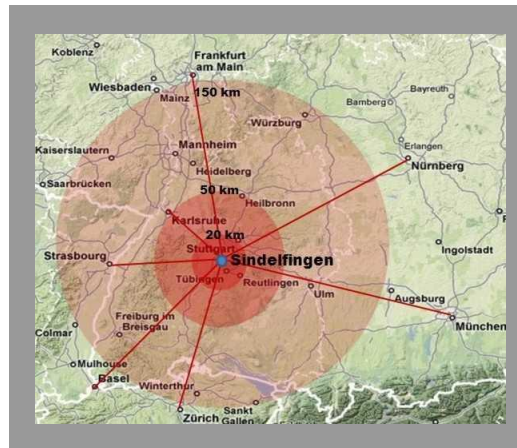 Koblenz
Frankfurt
am Main
Wiesbaden
Mainz
150 km
Bayreuth
Bamberg
Würzburg
Erlangen
Kaiserslautern
Mannheim
Heidelberg
Nürnberg
Saarbrücken
50 km
Heilbronn
Karlsruhe
20 km
Stuttgart
Ingolstadt
Strasbourg
Sindelfingen
Tübingen
Reutlingen
Ulm
Augsburg
Freiburg im
Breisgau
München
Colmar
Mulhouse
Basel
Winterthur
Zürich
Sankt
Gallen